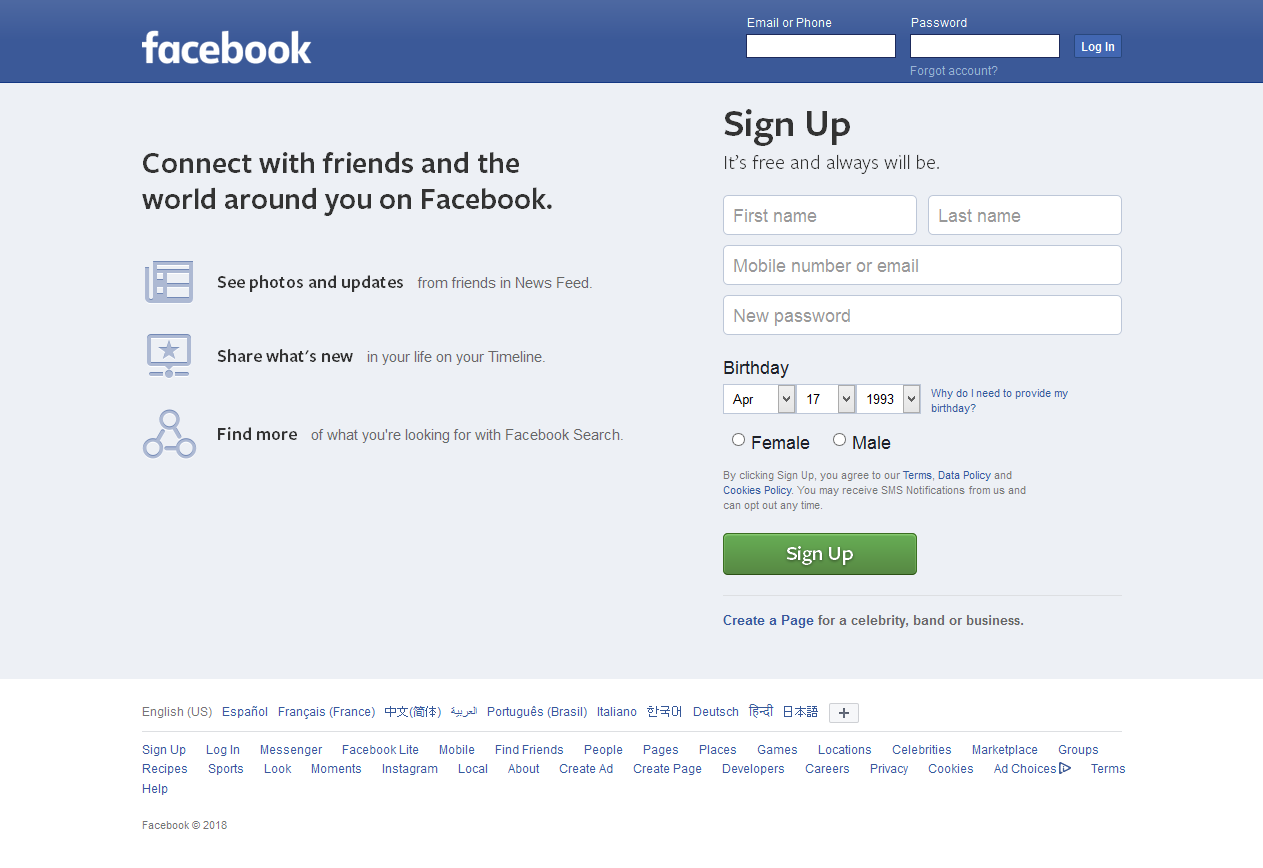 facebook
Email or Phone
Password
Log In
Forgot account?
Connect with friends and the
world around you on Facebook.
See photos and updates from friends in News Feed.
Share what's new in your life on your Timeline.
Find more of what you're looking for with Facebook Search.
Sign Up
It's free and always will be.
First name Last name
Mobile number or email
New password
Birthday
Apr 17 1993
Why do I need to provide my
birthday?
Female Male
By clicking Sign Up, you agree to our Terms, Data Policy and
Cookies Policy. You may receive SMS Notifications from us and
can opt out any time.
Sign Up
Create a Page for a celebrity, band or business.
English (US) Español Français (France) 中文(简体) العربية Português (Brasil) Italiano 한국어 Deutsch हिन्दी 日本語 +
Sign Up Log In Messenger Facebook Lite Mobile Find Friends People Pages Places Games Locations Celebrities Marketplace Groups
Recipes Sports Look Moments Instagram Local About Create Ad Create Page Developers Careers Privacy Cookies Ad Choices Terms
Help
Facebook © 2018